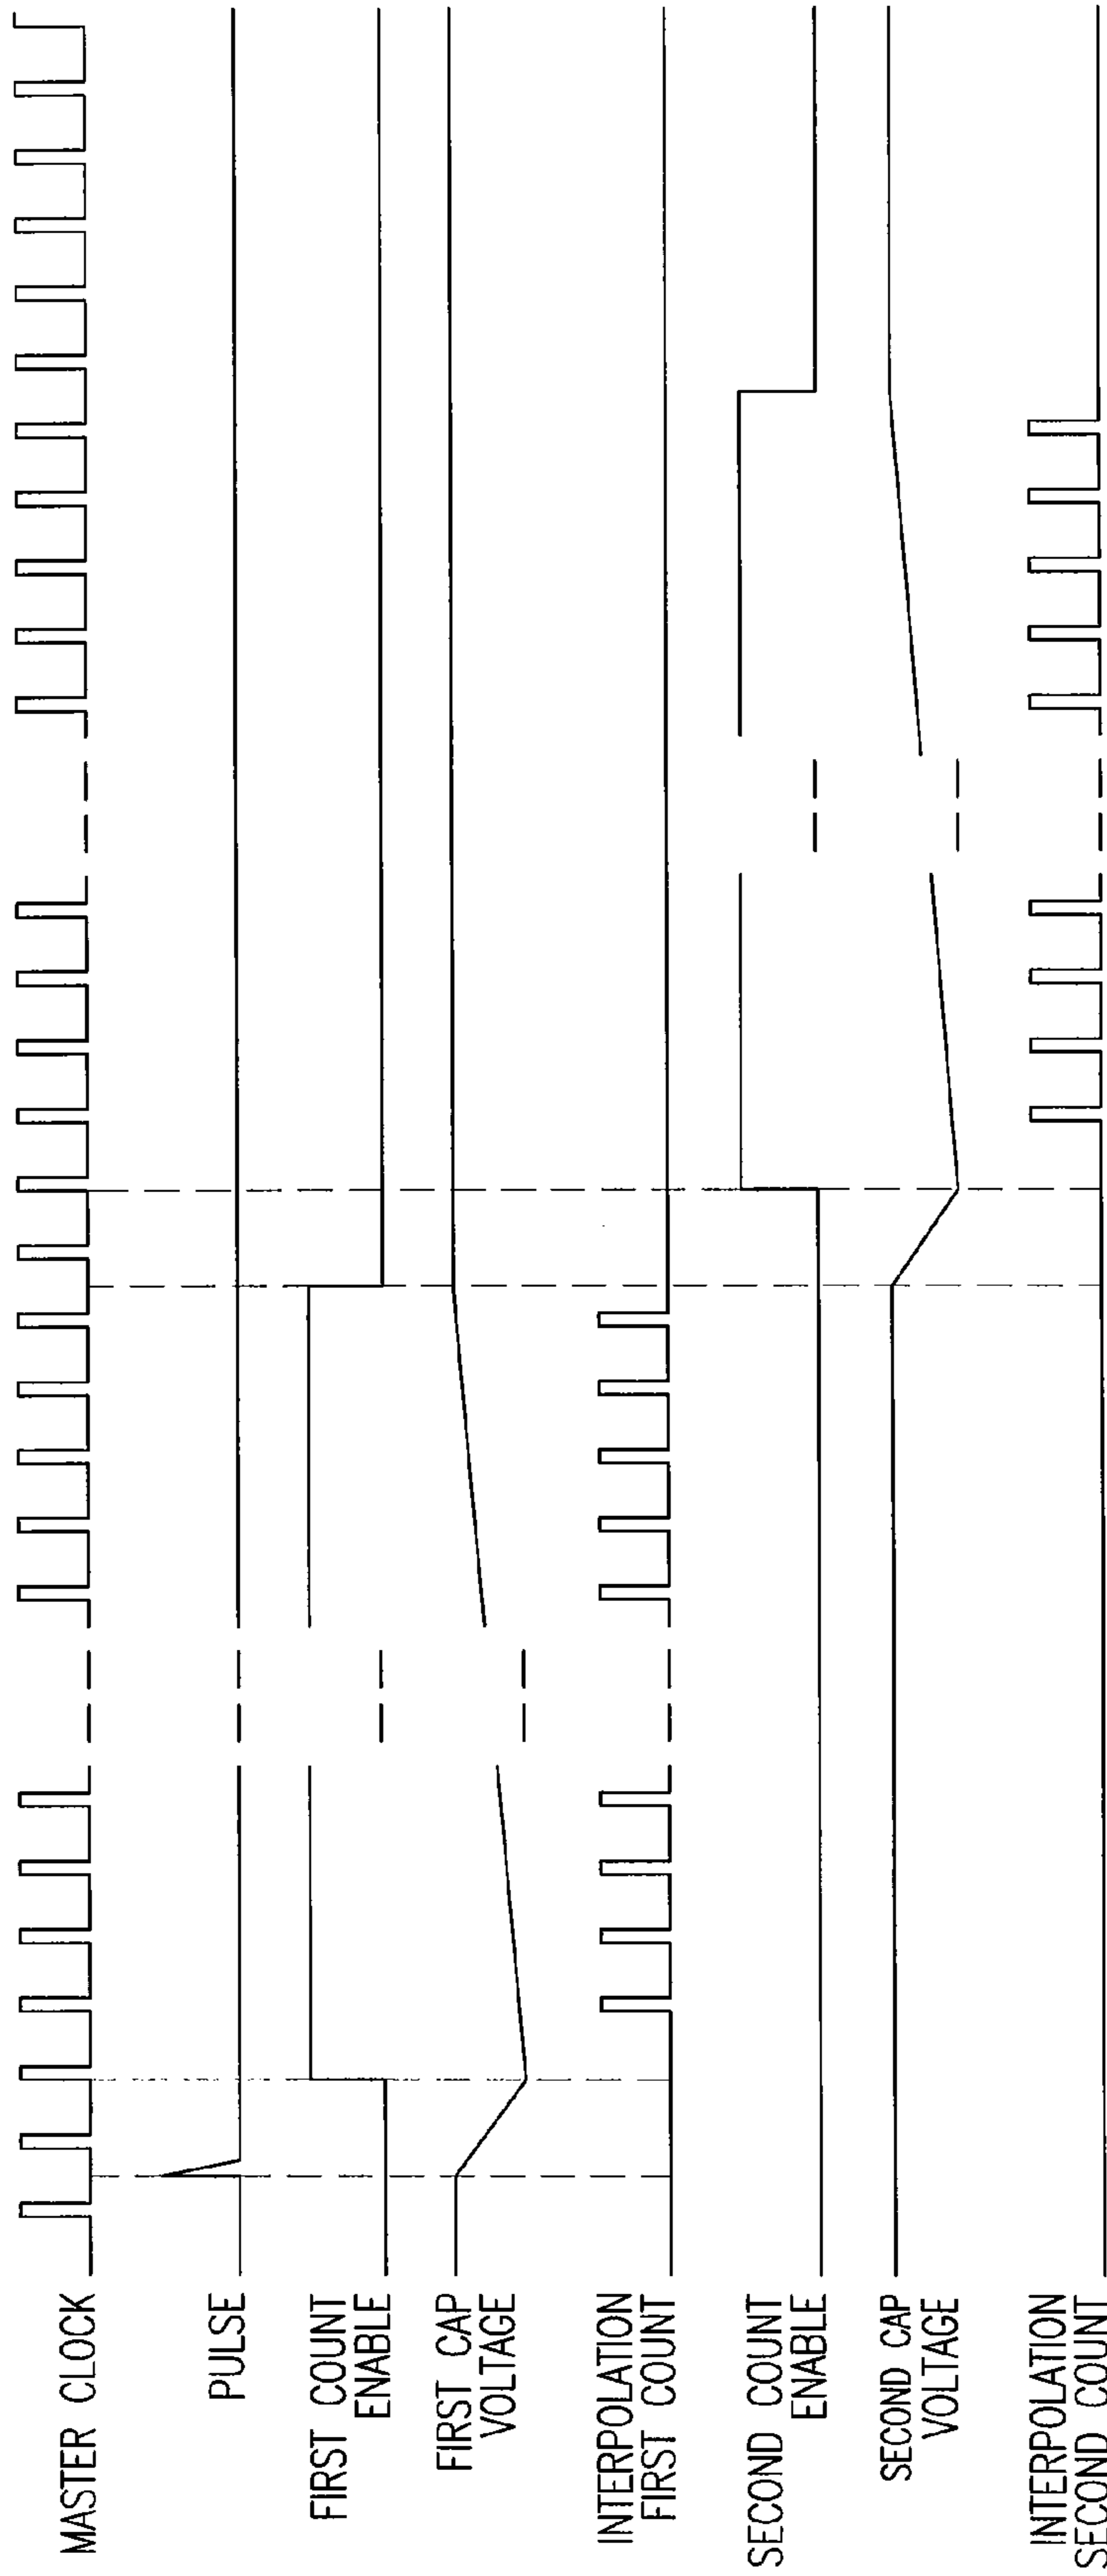 MASTER CLOCK
PULSE
FIRST COUNT
ENABLE
FIRST CAP
VOLTAGE
INTERPOLATION
FIRST COUNT
SECOND COUNT
ENABLE
SECOND CAP
VOLTAGE
INTERPOLATION
SECOND COUNT